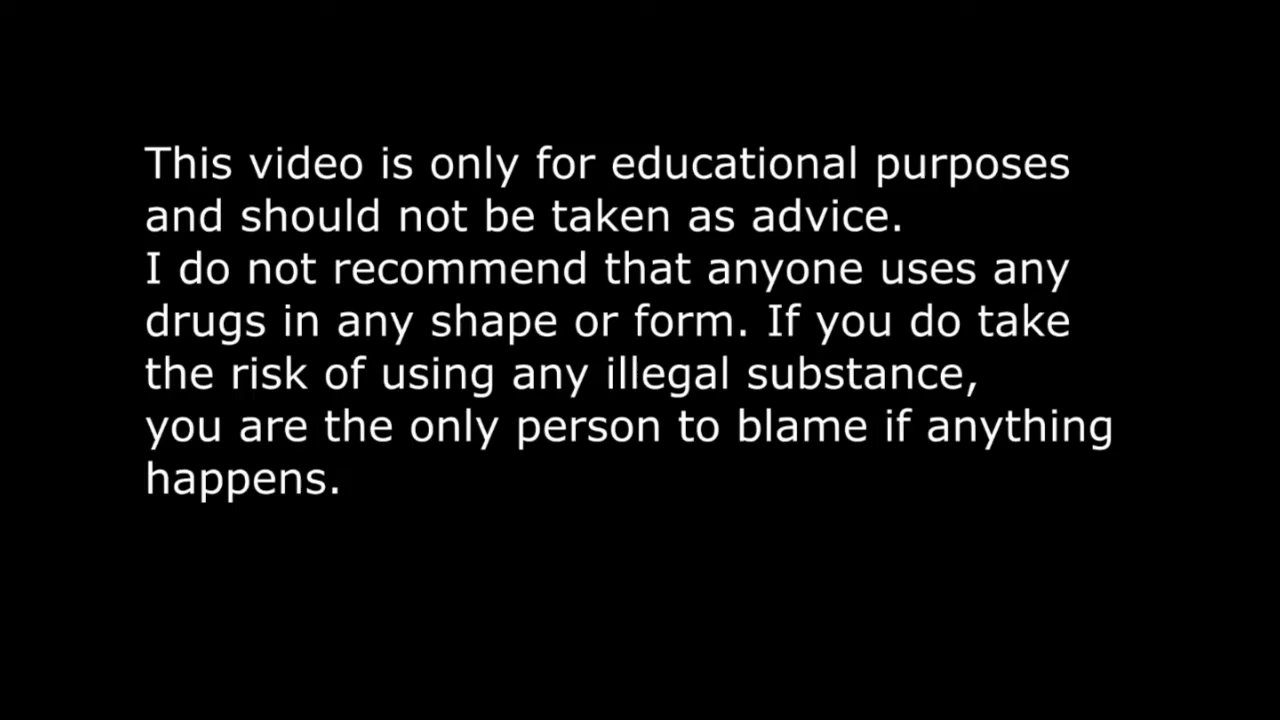 This video is only for educational purposes
and should not be taken as advice.
I do not recommend that anyone uses any
drugs in any shape or form. If you do take
the risk of using any illegal substance,
you are the only person to blame if anything
happens.